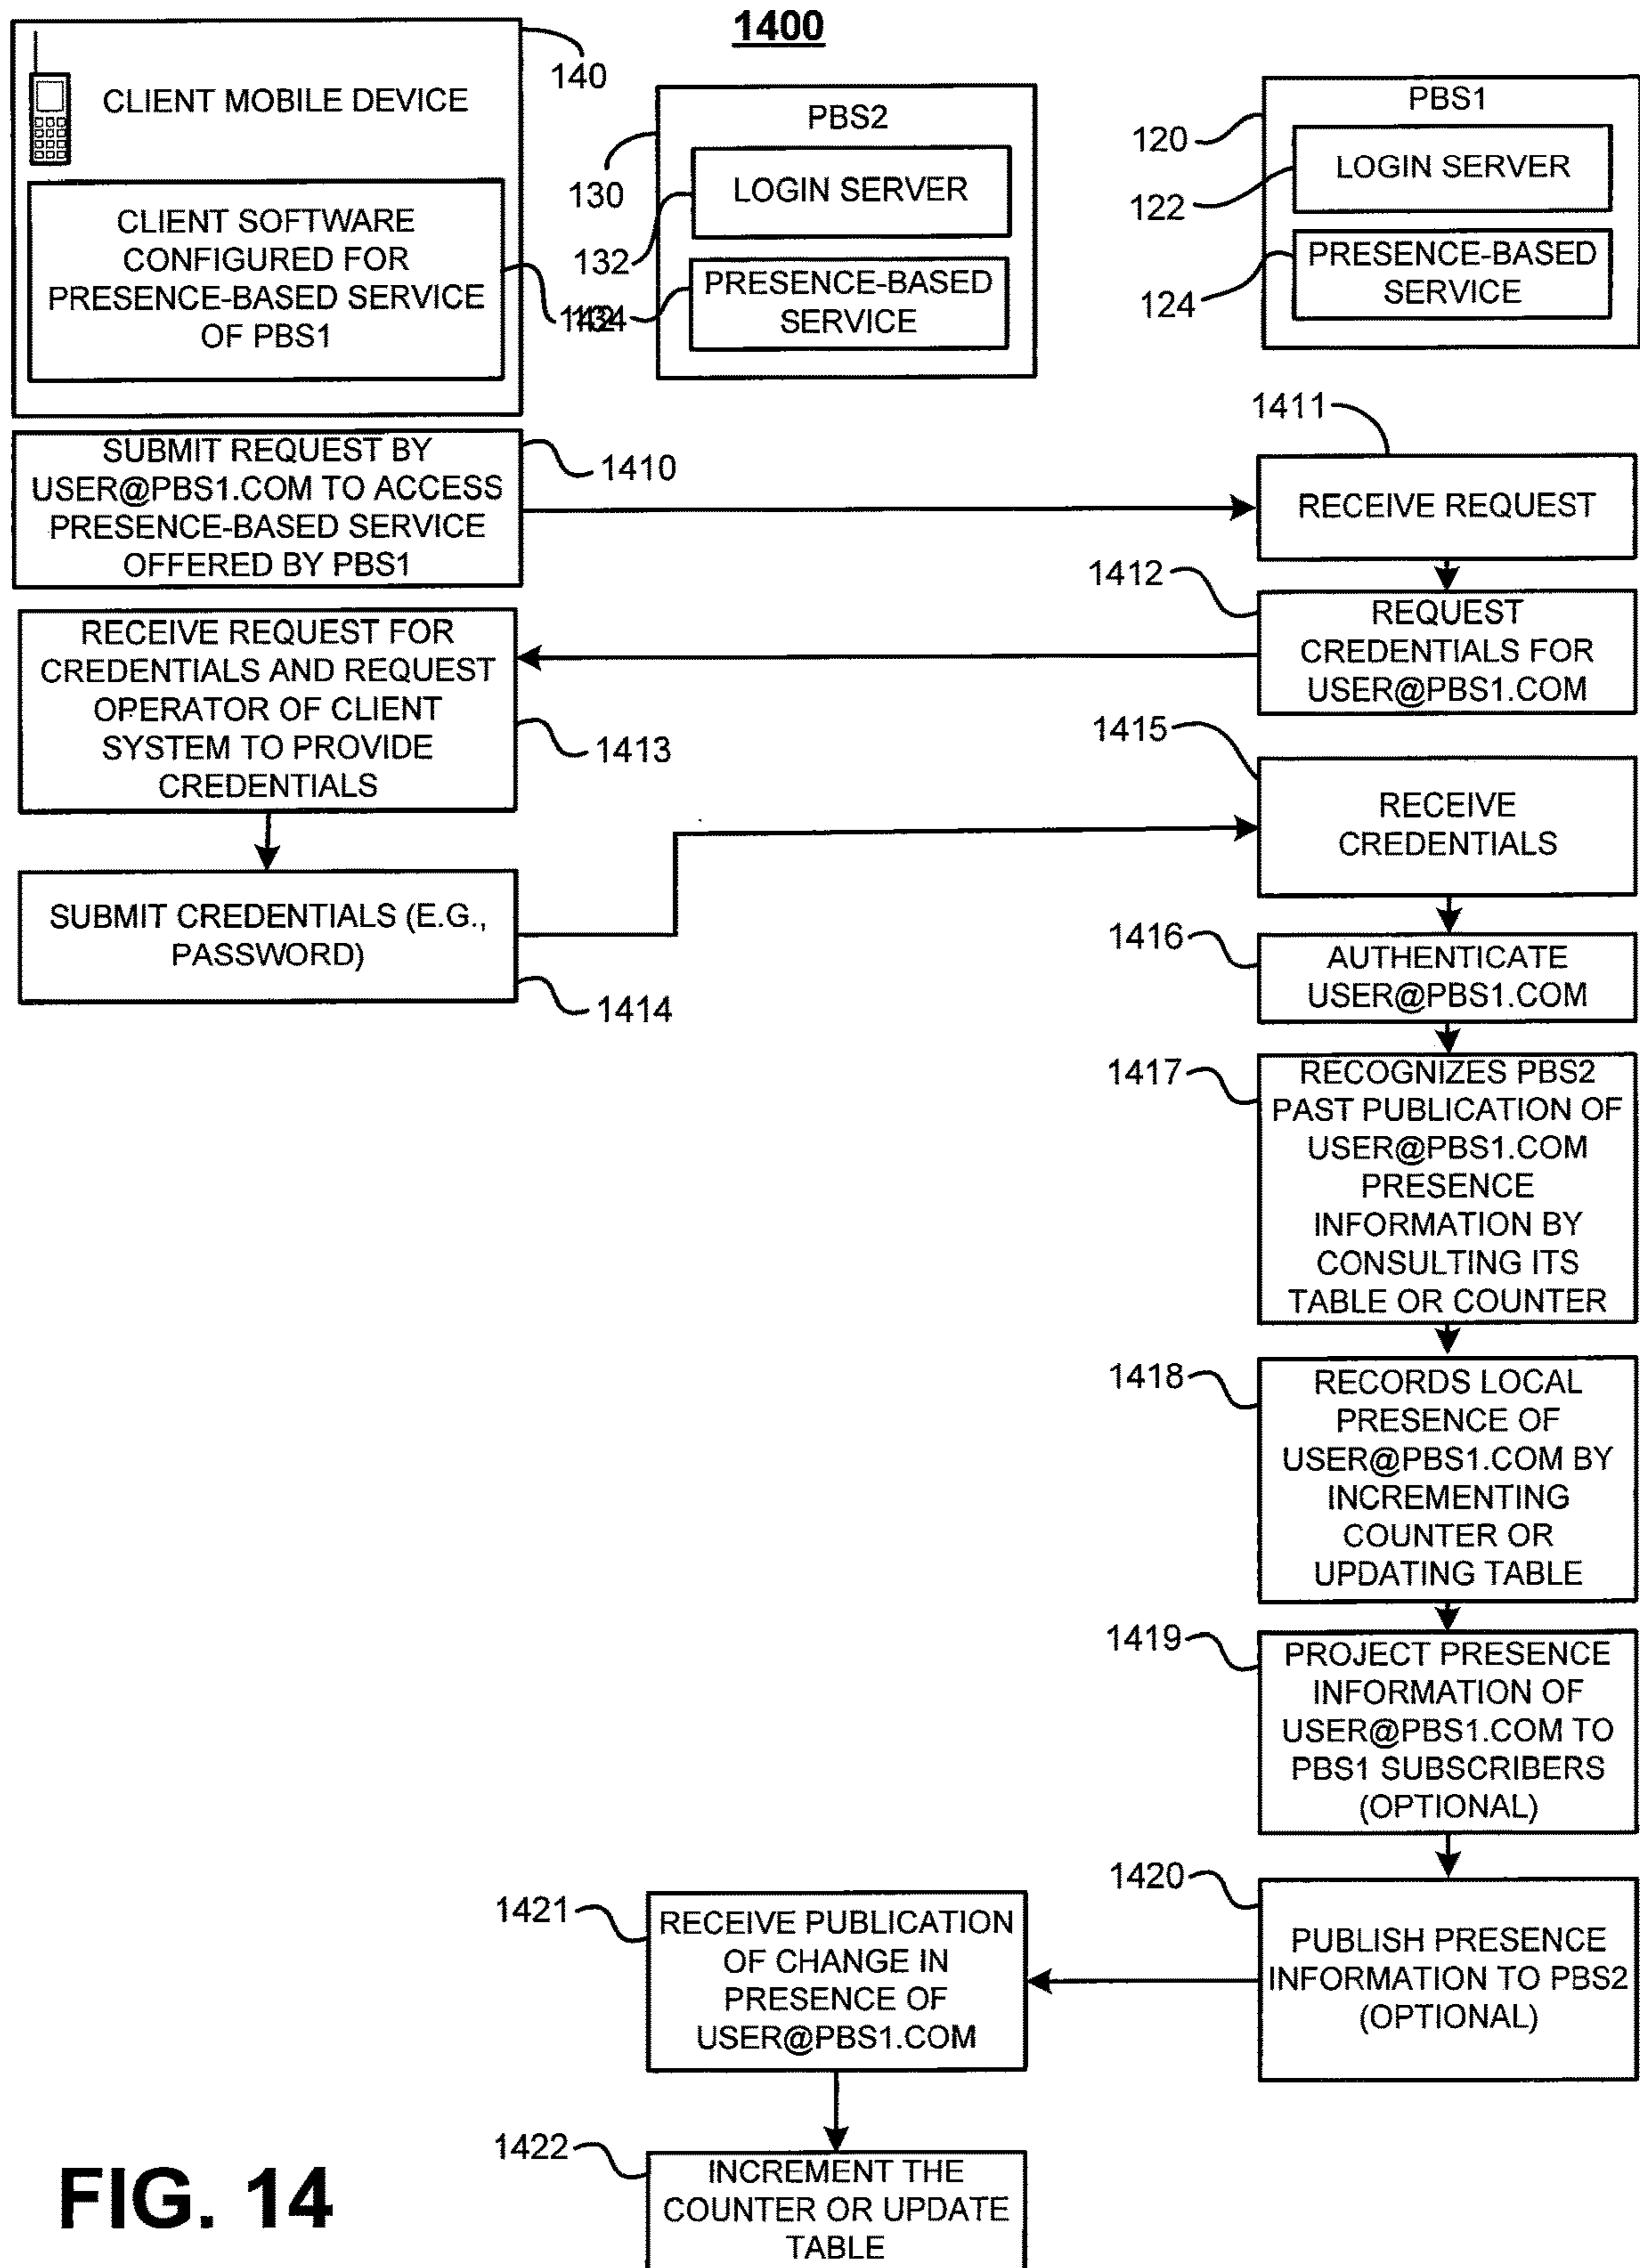 1400
140
CLIENT MOBILE DEVICE
CLIENT SOFTWARE
CONFIGURED FOR
PRESENCE-BASED SERVICE
OF PBS1
142
PBS2
130
LOGIN SERVER
132
PRESENCE-BASED
SERVICE
134
PBS1
120
LOGIN SERVER
122
PRESENCE-BASED
SERVICE
124
SUBMIT REQUEST BY
USER@PBS1.COM TO ACCESS
PRESENCE-BASED SERVICE
OFFERED BY PBS1
1410
1411
RECEIVE REQUEST
1412
REQUEST
CREDENTIALS FOR
USER@PBS1.COM
RECEIVE REQUEST FOR
CREDENTIALS AND REQUEST
OPERATOR OF CLIENT
SYSTEM TO PROVIDE
CREDENTIALS
1413
SUBMIT CREDENTIALS (E.G.,
PASSWORD)
1414
1415
RECEIVE
CREDENTIALS
1416
AUTHENTICATE
USER@PBS1.COM
1417
RECOGNIZES PBS2
PAST PUBLICATION OF
USER@PBS1.COM
PRESENCE
INFORMATION BY
CONSULTING ITS
TABLE OR COUNTER
1418
RECORDS LOCAL
PRESENCE OF
USER@PBS1.COM BY
INCREMENTING
COUNTER OR
UPDATING TABLE
1419
PROJECT PRESENCE
INFORMATION OF
USER@PBS1.COM TO
PBS1 SUBSCRIBERS
(OPTIONAL)
1420
PUBLISH PRESENCE
INFORMATION TO PBS2
(OPTIONAL)
1421
RECEIVE PUBLICATION
OF CHANGE IN
PRESENCE OF
USER@PBS1.COM
1422
INCREMENT THE
COUNTER OR UPDATE
TABLE
FIG. 14